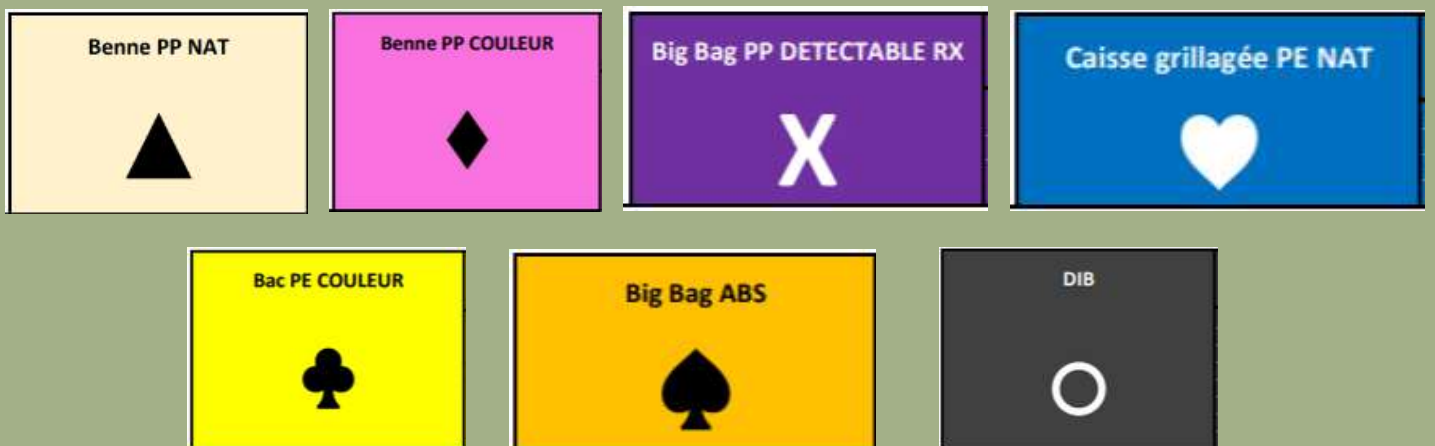 Benne PP NAT
Benne PP COULEUR
Big Bag PP DETECTABLE RX
X
Caisse grillagée PE NAT
Bac PE COULEUR
Big Bag ABS
DIB